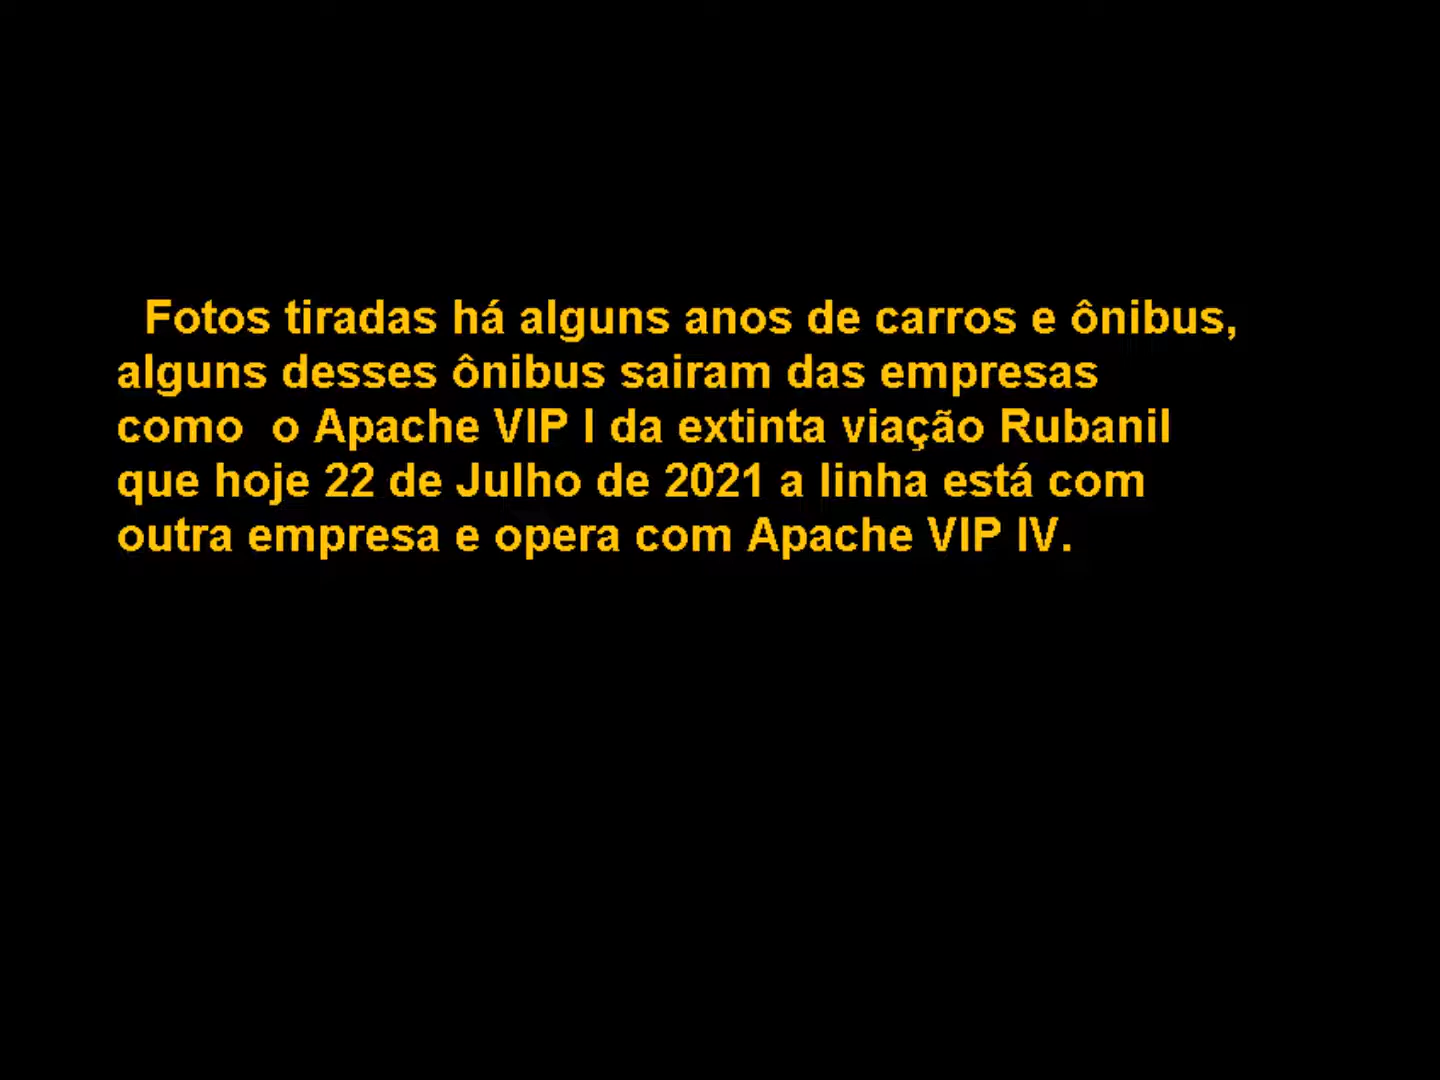 Fotos tiradas há alguns anos de carros e ônibus,
alguns desses ônibus sairam das empresas
como  o Apache VIP I da extinta viação Rubanil
que hoje 22 de Julho de 2021 a linha está com
outra empresa e opera com Apache VIP IV.